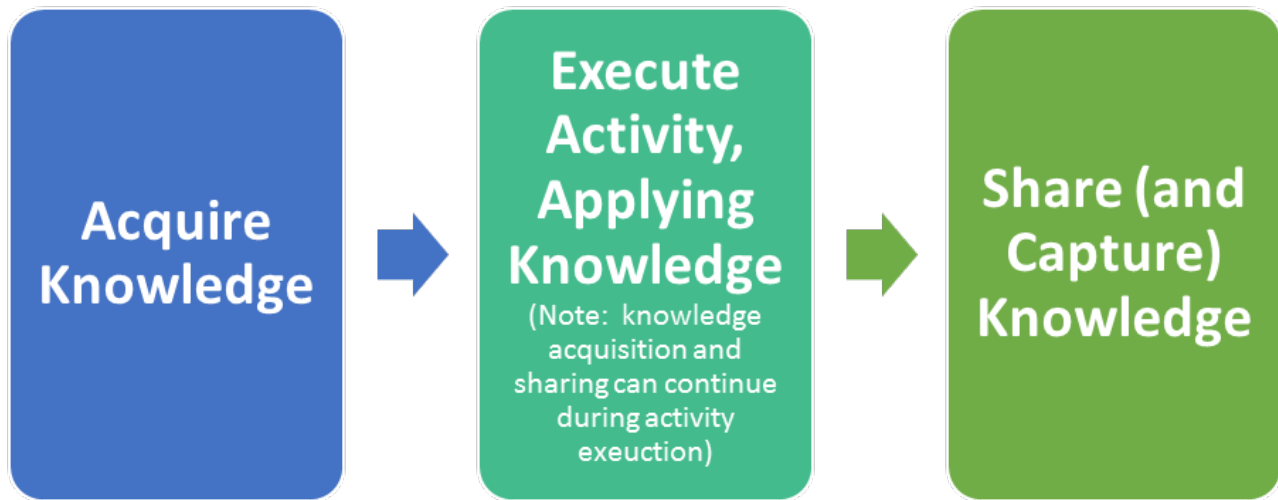 Acquire
Knowledge
Execute
Activity,
Applying
Knowledge
(Note:  knowledge
acquisition and
sharing can continue
during activity
exeuction)
Share (and
Capture)
Knowledge